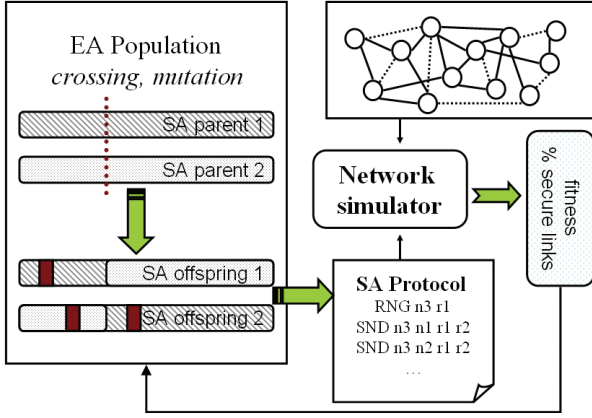 EA Population
crossing, mutation
SA parent 1
SA parent 2
SA offspring 1
SA offspring 2
Network
simulator
fitness
% secure links
SA Protocol
RNG n3 r1
SND n3 n1 r1 r2
SND n3 n2 r1 r2
...